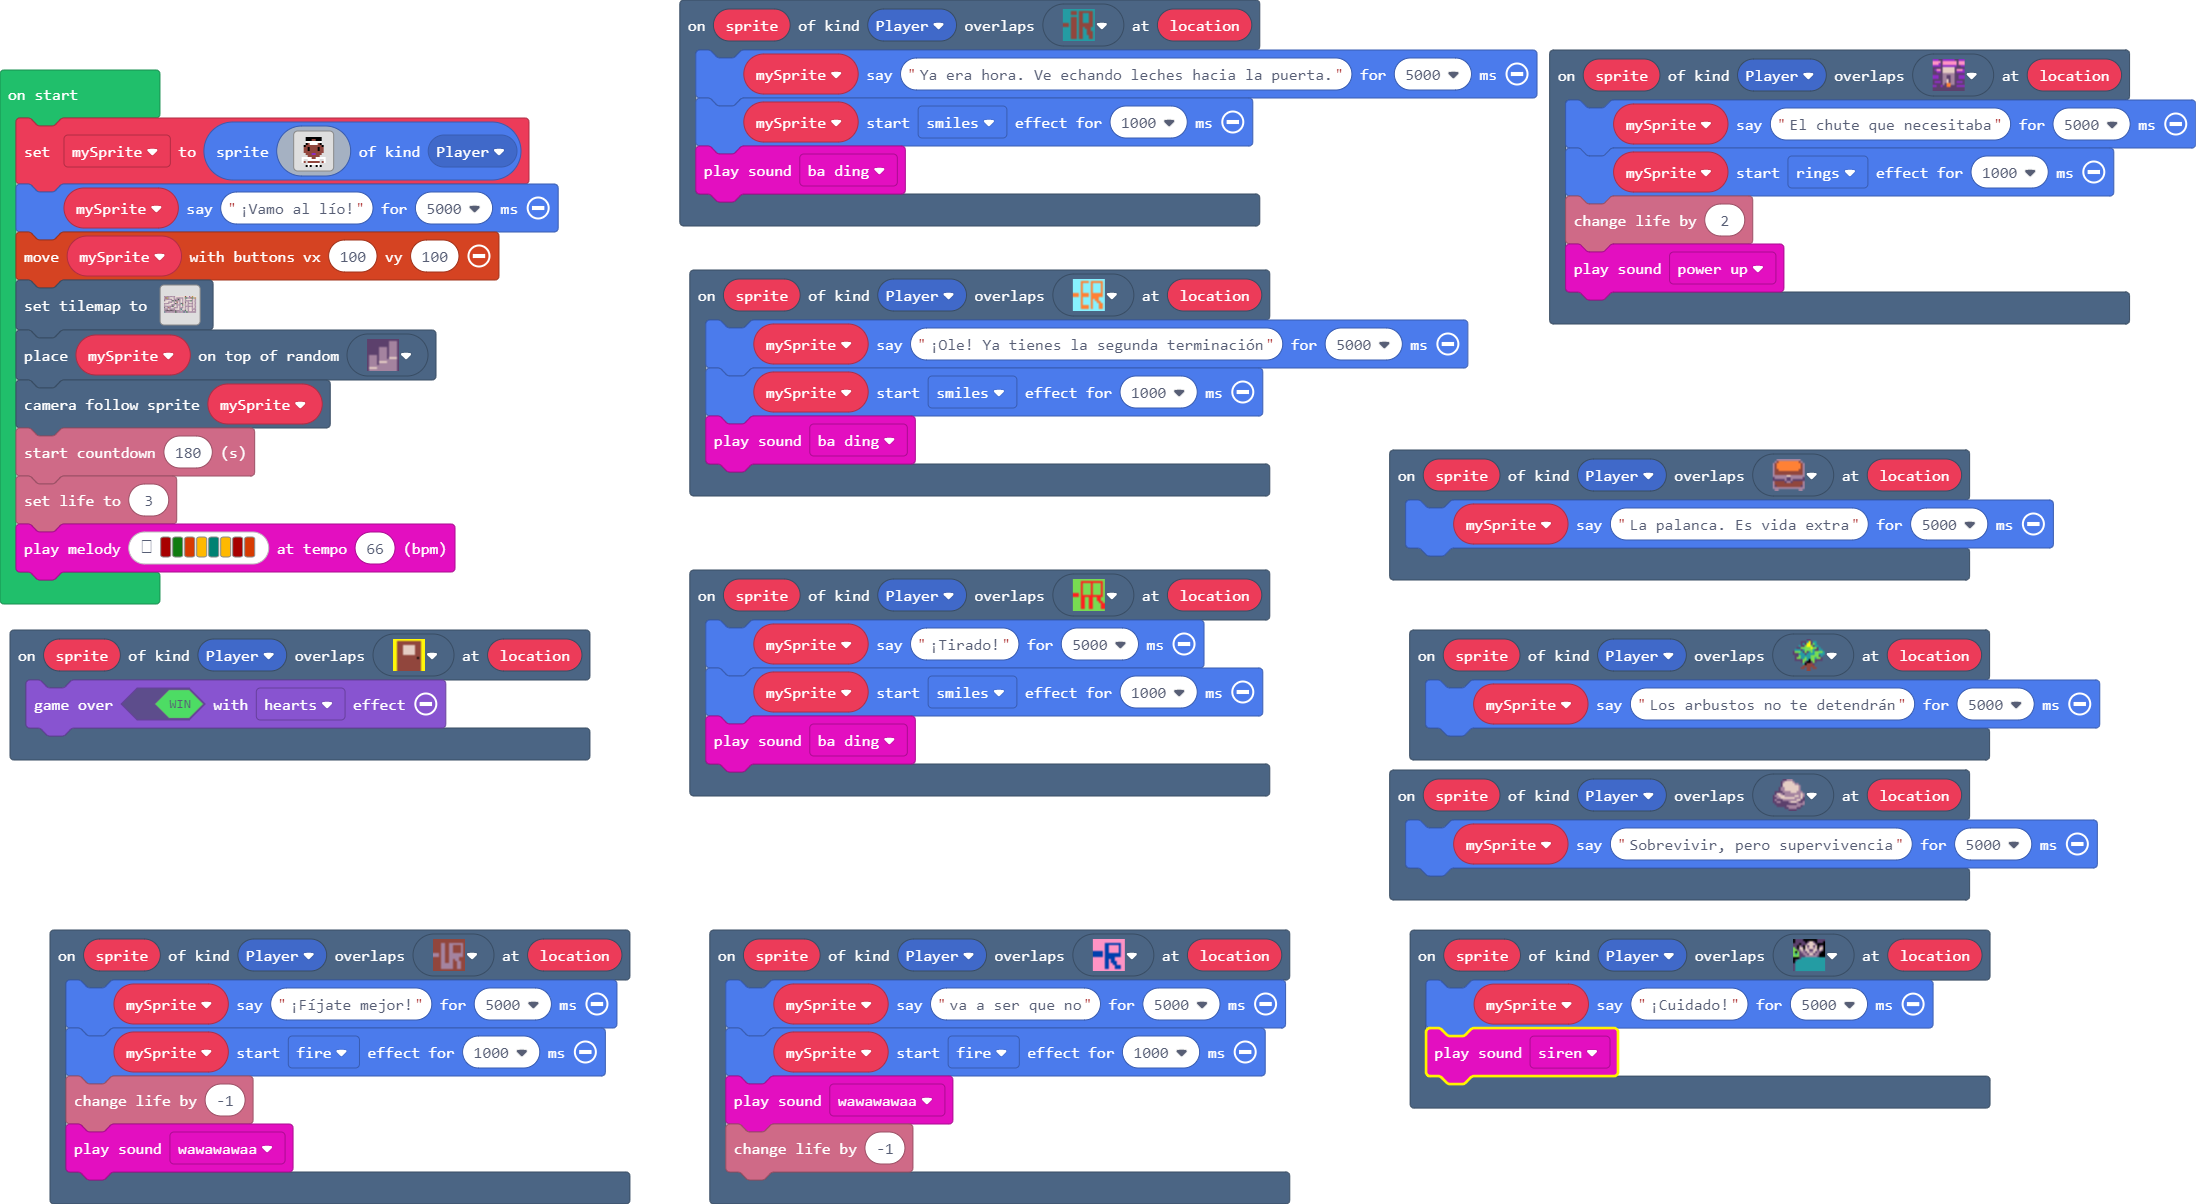 on start
set mySprite to sprite of kind Player
mySprite say "¡Vamo al lío!" for 5000 ms
move mySprite with buttons vx 100 vy 100
set tilemap to
place mySprite on top of random
camera follow sprite mySprite
start countdown 180 (s)
set life to 3
play melody at tempo 66 (bpm)
on sprite of kind Player overlaps at location
game over WIN with hearts effect
on sprite of kind Player overlaps -UR at location
mySprite say "¡Fíjate mejor!" for 5000 ms
mySprite start fire effect for 1000 ms
change life by -1
play sound wawawawaa
on sprite of kind Player overlaps -iR at location
mySprite say "Ya era hora. Ve echando leches hacia la puerta." for 5000 ms
mySprite start smiles effect for 1000 ms
play sound ba ding
on sprite of kind Player overlaps -ER at location
mySprite say "¡Ole! Ya tienes la segunda terminación" for 5000 ms
mySprite start smiles effect for 1000 ms
play sound ba ding
on sprite of kind Player overlaps -AR at location
mySprite say "¡Tirado!" for 5000 ms
mySprite start smiles effect for 1000 ms
play sound ba ding
on sprite of kind Player overlaps -R at location
mySprite say "va a ser que no" for 5000 ms
mySprite start fire effect for 1000 ms
play sound wawawawaa
change life by -1
on sprite of kind Player overlaps at location
mySprite say "El chute que necesitaba" for 5000 ms
mySprite start rings effect for 1000 ms
change life by 2
play sound power up
on sprite of kind Player overlaps at location
mySprite say "La palanca. Es vida extra" for 5000 ms
on sprite of kind Player overlaps at location
mySprite say "Los arbustos no te detendrán" for 5000 ms
on sprite of kind Player overlaps at location
mySprite say "Sobrevivir, pero supervivencia" for 5000 ms
on sprite of kind Player overlaps at location
mySprite say "¡Cuidado!" for 5000 ms
play sound siren